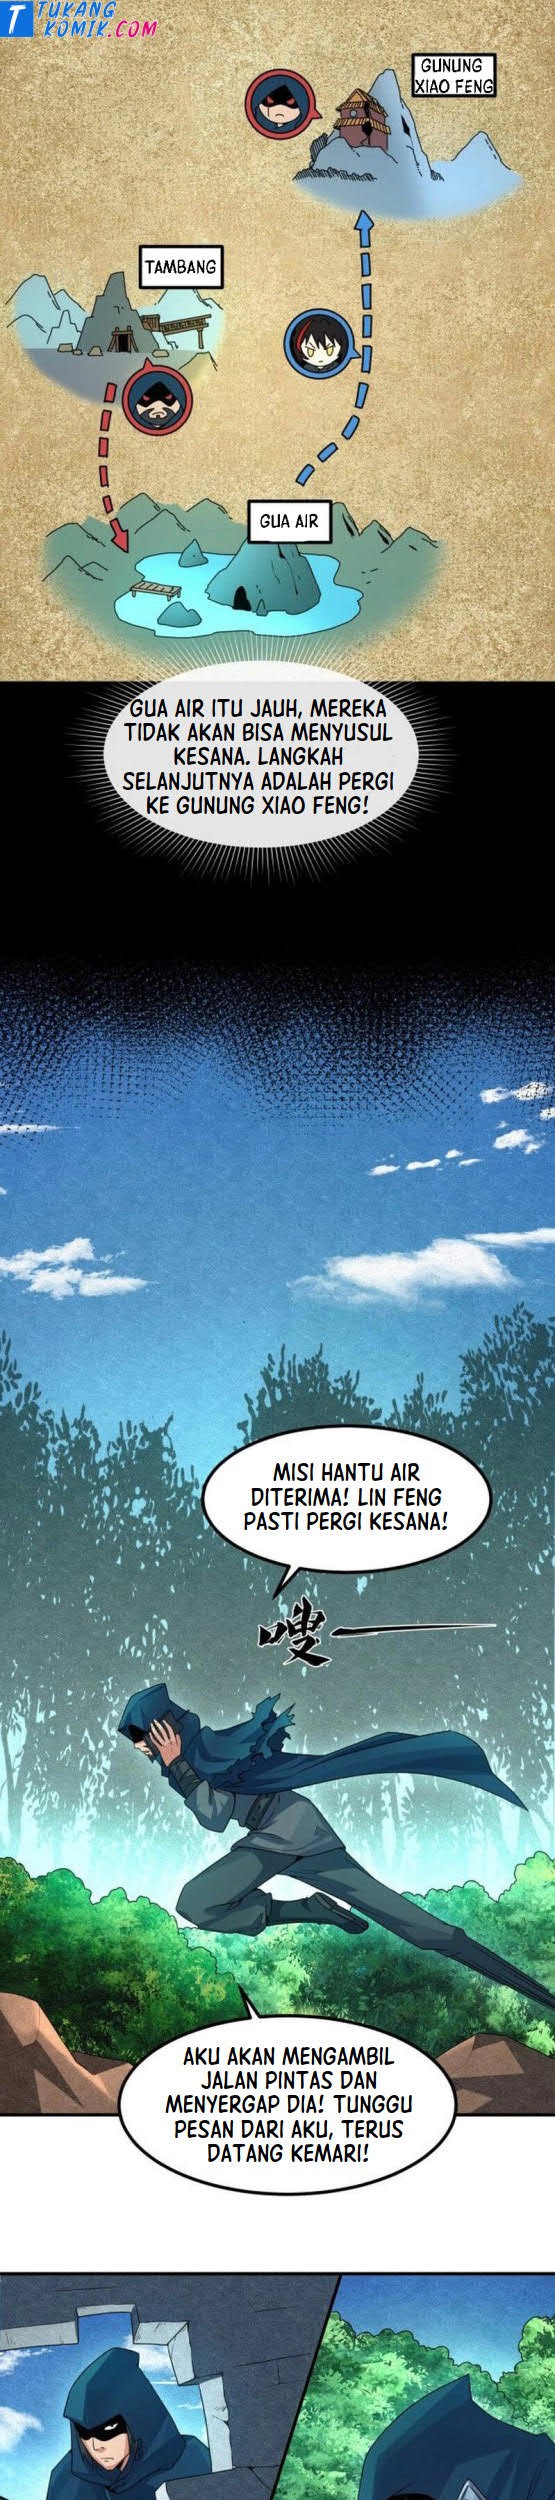 TUKANG
KOMIK.COM
GUNUNG
XIAO FENG
TAMBANG
GUA AIR
GUA AIR ITU JAUH, MEREKA
TIDAK AKAN BISA MENYUSUL
KESANA. LANGKAH
SELANJUTNYA ADALAH PERGI
KE GUNUNG XIAO FENG!
MISI HANTU AIR
DITERIMA! LIN FENG
PASTI PERGI KESANA!
嗖
AKU AKAN MENGAMBIL
JALAN PINTAS DAN
MENYERGAP DIA! TUNGGU
PESAN DARI AKU, TERUS
DATANG KEMARI!